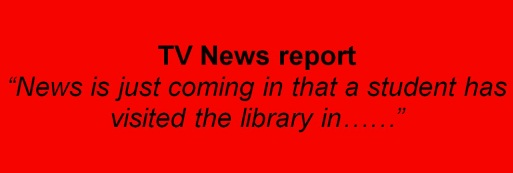 TV News report
“News is just coming in that a student has
visited the library in……”